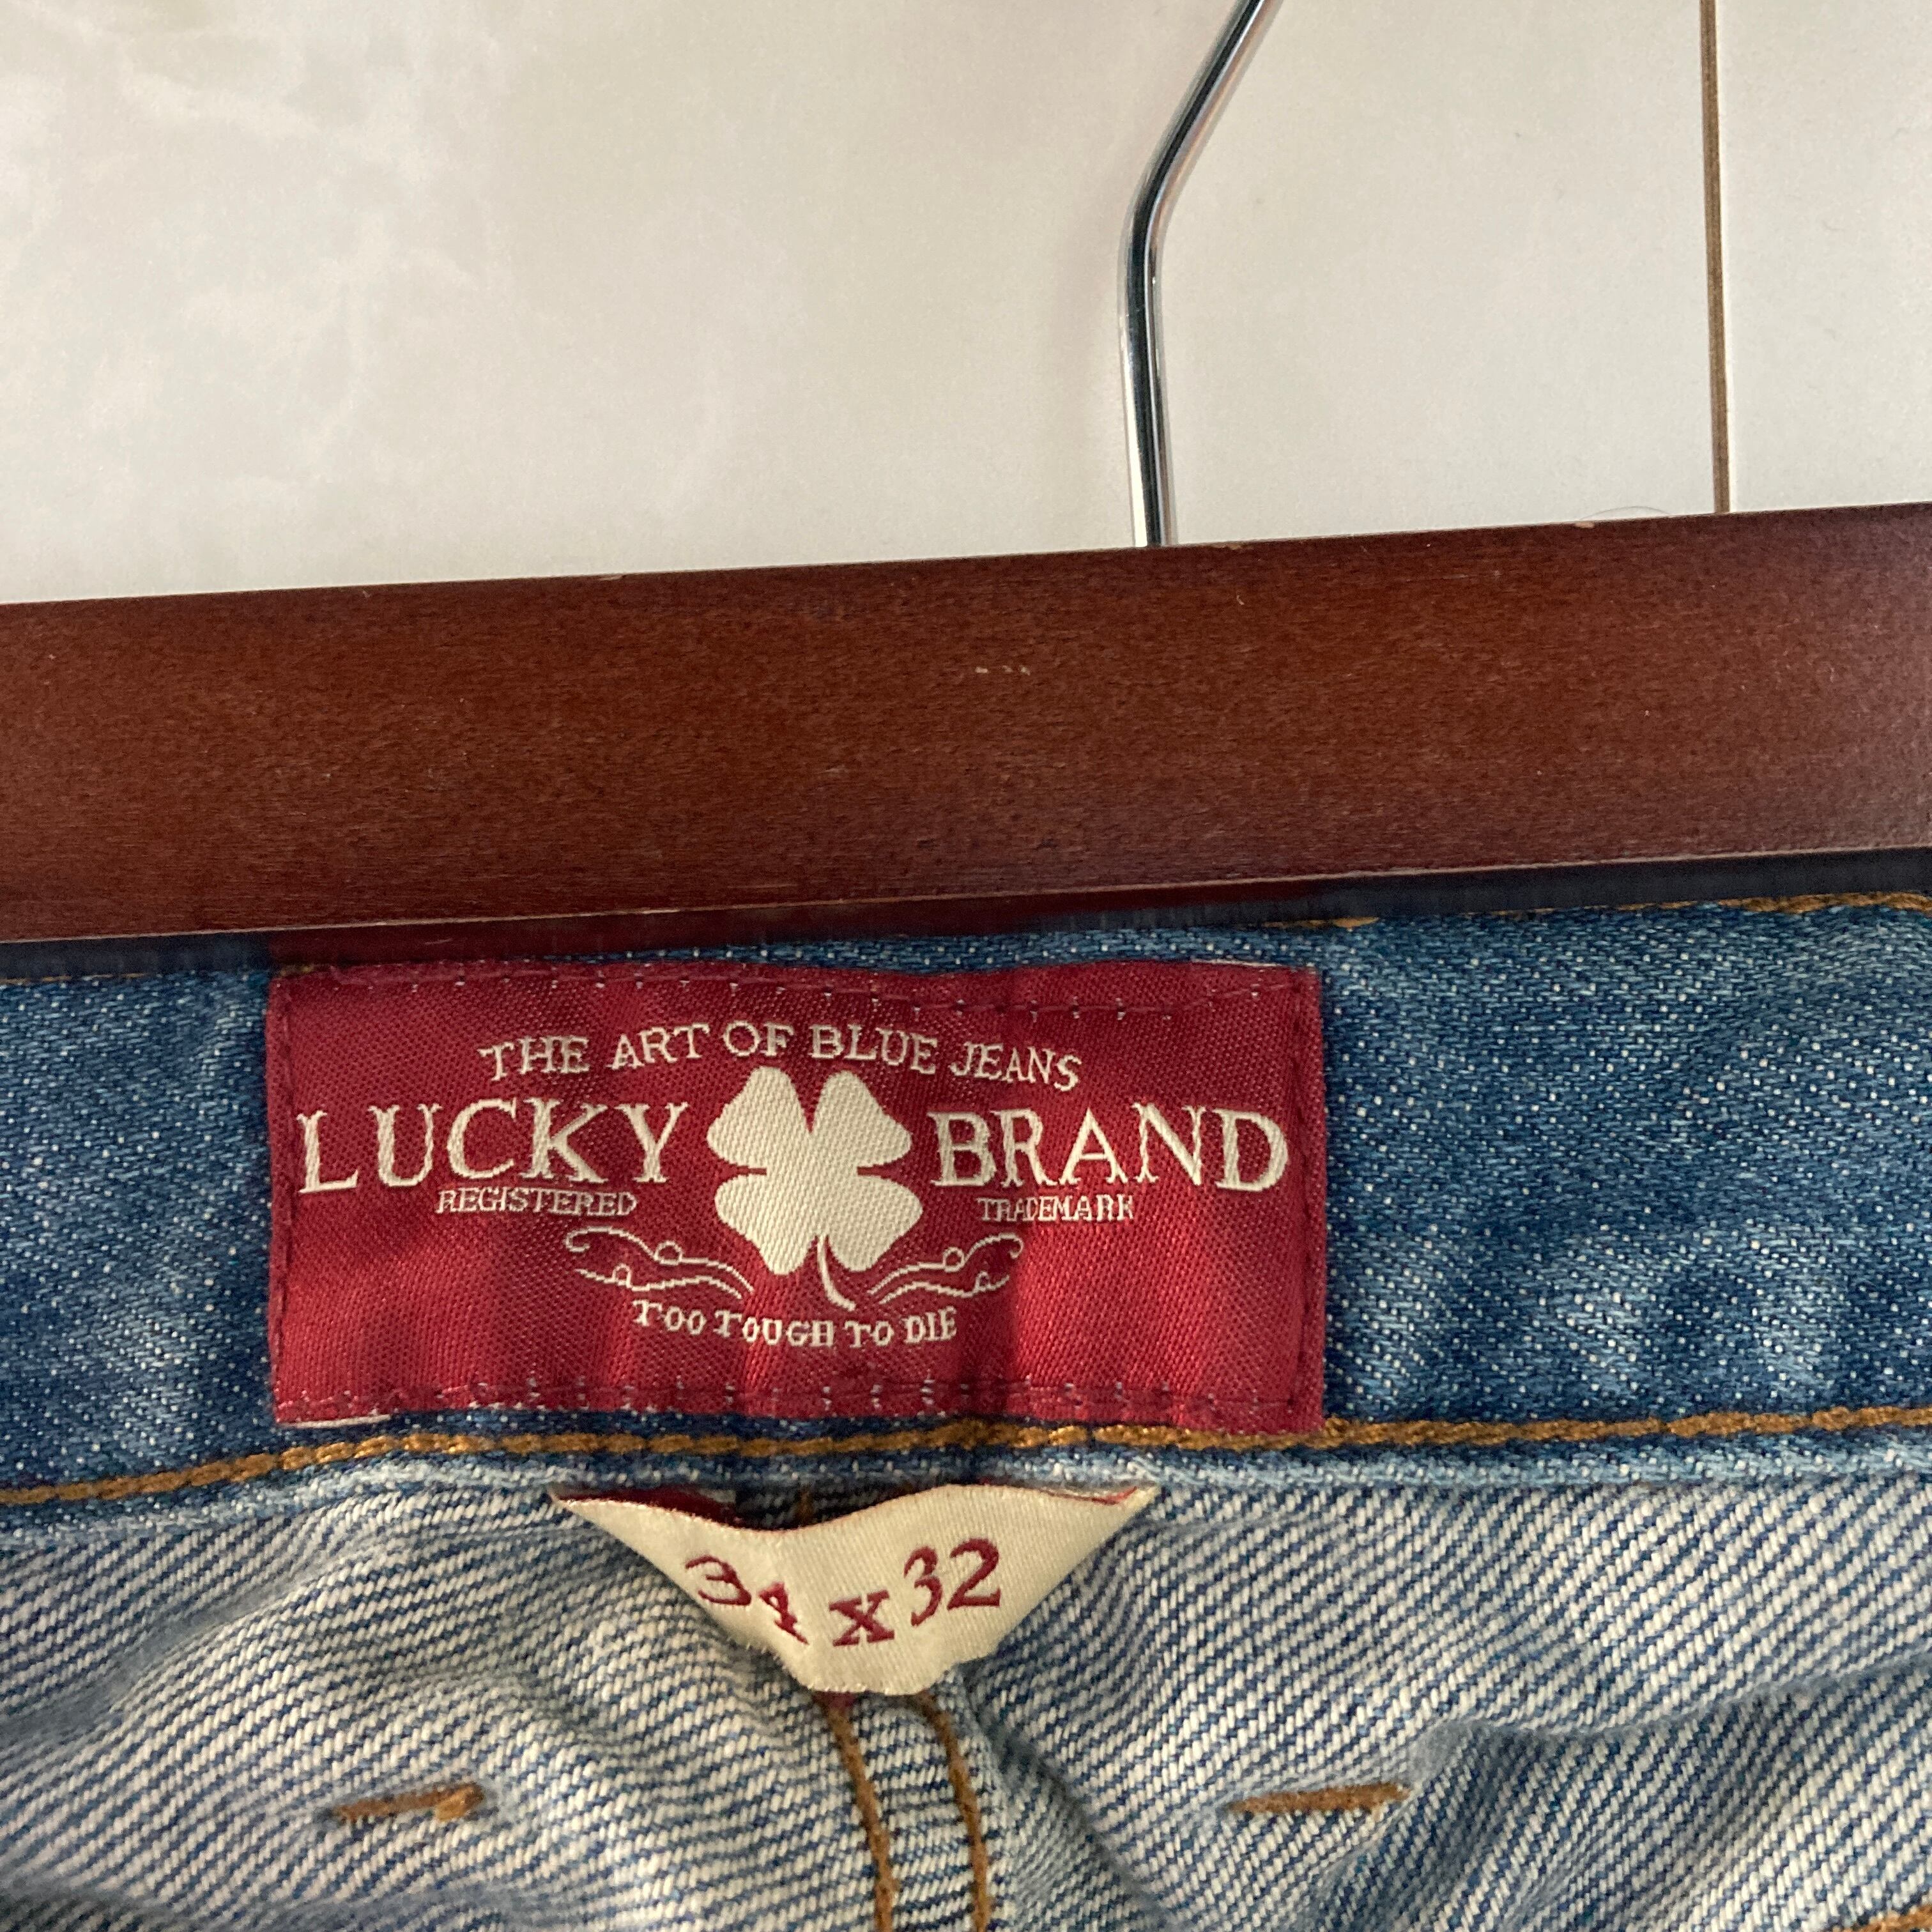 THE ART OF BLUE JEANS
LUCKY BRAND
REGISTERED TRADEMARK
TOO TOUGH TO DIE
34 x 32